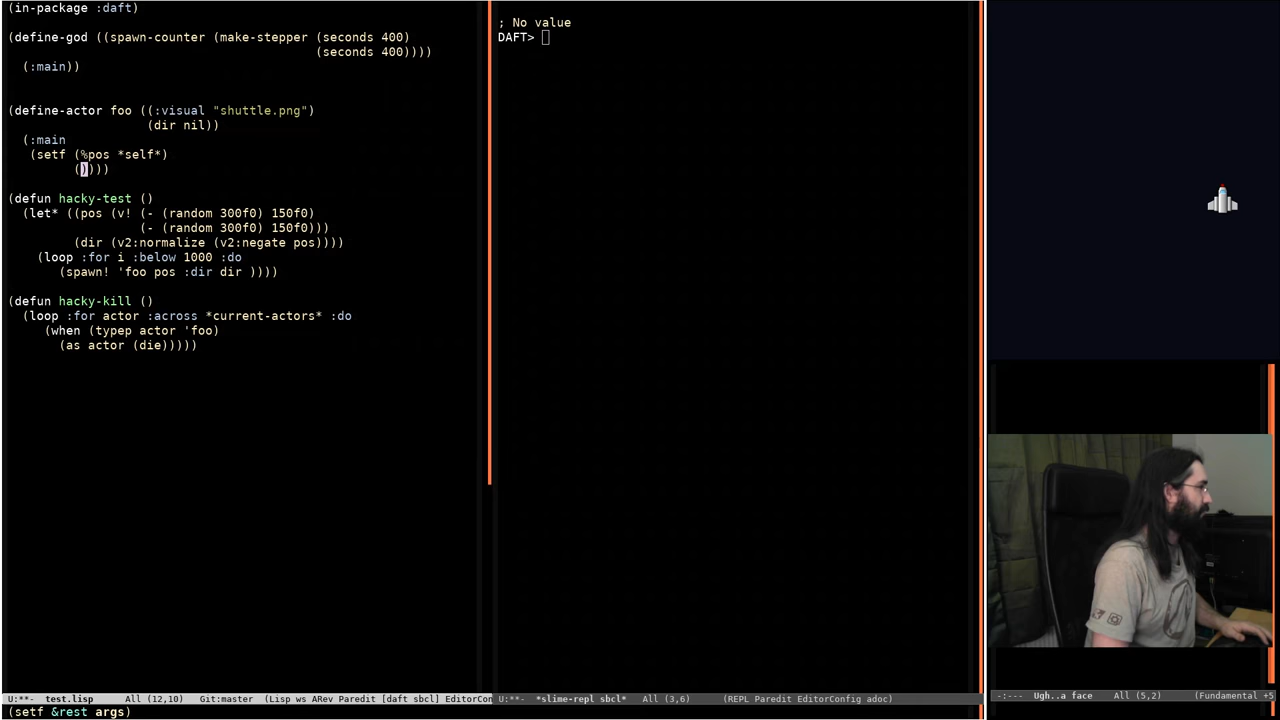 (in-package :daft)
(define-god ((spawn-counter (make-stepper (seconds 400)
(seconds 400))))
(:main))
(define-actor foo ((:visual "shuttle.png")
(dir nil))
(:main
(setf (%pos *self*)
())))
(defun hacky-test ()
(let* ((pos (v! (- (random 300f0) 150f0)
(- (random 300f0) 150f0)))
(dir (v2:normalize (v2:negate pos))))
(loop :for i :below 1000 :do
(spawn! 'foo pos :dir dir ))))
(defun hacky-kill ()
(loop :for actor :across *current-actors* :do
(when (typep actor 'foo)
(as actor (die)))))
U:**-  test.lisp     All (12,10)   Git:master  (Lisp ws ARev Paredit [daft sbcl] EditorCon
(setf &rest args)
; No value
DAFT>
U:**-  *slime-repl sbcl*   All (3,6)     (REPL Paredit EditorConfig adoc)
-:---  Ugh..a face   All (5,2)     (Fundamental +5